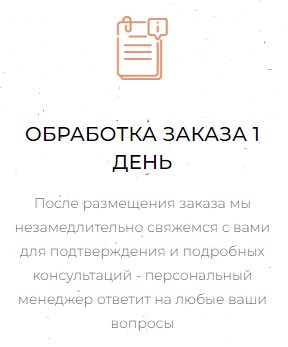 ОБРАБОТКА ЗАКАЗА 1
ДЕНЬ
После размещения заказа мы
незамедлительно свяжемся с вами
для подтверждения и подробных
консультаций - персональный
менеджер ответит на любые ваши
вопросы